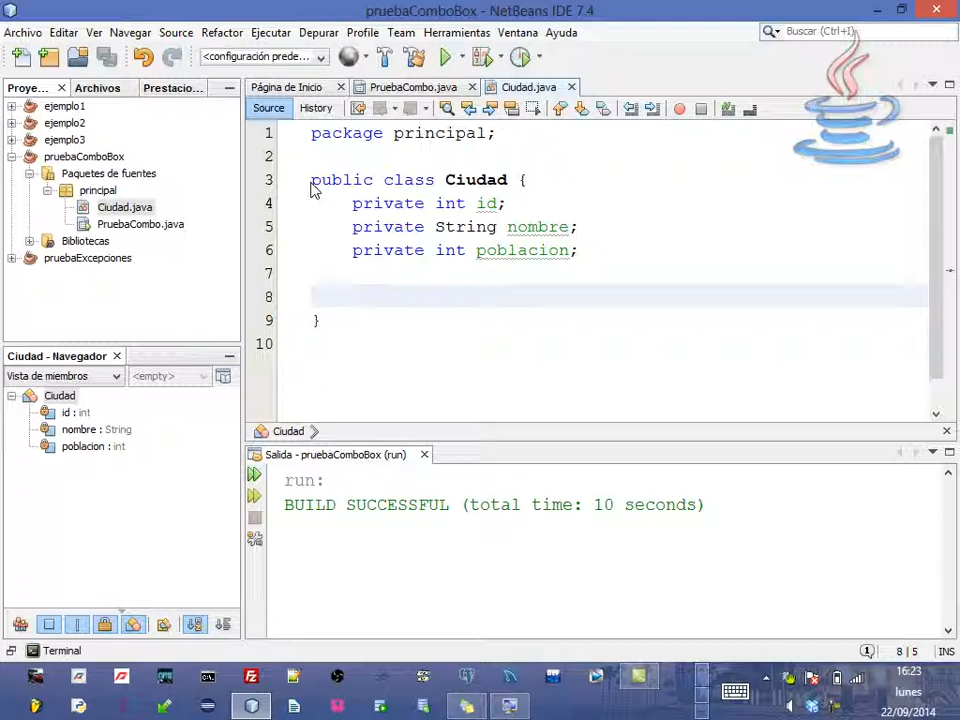 pruebaComboBox - NetBeans IDE 7.4
Archivo Editar Ver Navegar Source Refactor Ejecutar Depurar Profile Team Herramientas Ventana Ayuda
Buscar (Ctrl+I)
<configuración prede...
Proye... Archivos Prestacio...
Página de Inicio PruebaCombo.java Ciudad.java
Source History
ejemplo1
ejemplo2
ejemplo3
pruebaComboBox
Paquetes de fuentes
principal
Ciudad.java
PruebaCombo.java
Bibliotecas
pruebaExcepciones
1 package principal;
2
3 public class Ciudad {
4 private int id;
5 private String nombre;
6 private int poblacion;
7
8
9 }
10
Ciudad - Navegador
Vista de miembros <empty>
Ciudad
id : int
nombre : String
poblacion : int
Ciudad
Salida - pruebaComboBox (run)
run:
BUILD SUCCESSFUL (total time: 10 seconds)
Terminal
1 8 | 5 INS
16:23
lunes
22/09/2014